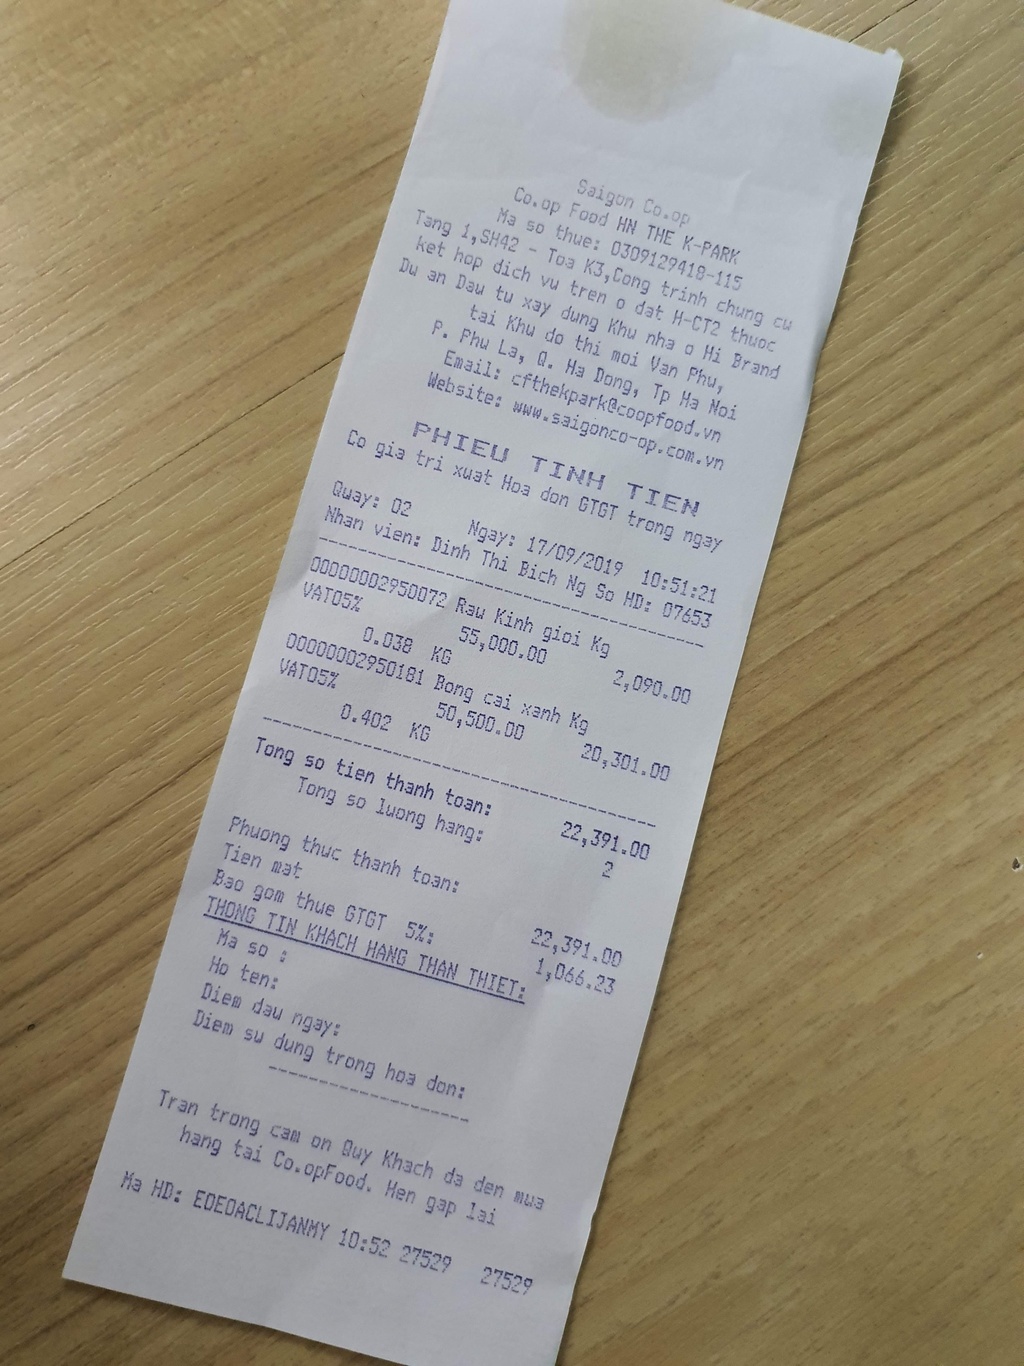 Saigon Co.op
Co.op Food HN THE K-PARK
Ma so thue: 0309129418-115
Tang 1,SH42 - Toa K3,Cong trinh chung cu
ket hop dich vu tren o dat H-CT2 thuoc
Du an Dau tu xay dung Khu nha o Hi Brand
tai Khu do thi moi Van Phu,
P. Phu La, Q. Ha Dong, Tp Ha Noi
Email: cfthekpark@coopfood.vn
Website: www.saigonco-op.com.vn
PHIEU TINH TIEN
Co gia tri xuat Hoa don GTGT trong ngay
Quay: 02 Ngay: 17/09/2019 10:51:21
Nhan vien: Dinh Thi Bich Ng So HD: 07653
00000002950072 Rau Kinh gioi Kg
VAT05% 55,000.00 2,090.00
0.038 KG
00000002950181 Bong cai xanh Kg
VAT05% 50,500.00 20,301.00
0.402 KG
Tong so tien thanh toan: 22,391.00
Tong so luong hang: 2
Phuong thuc thanh toan:
Tien mat 22,391.00
Bao gom thue GTGT 5%: 1,066.23
THONG TIN KHACH HANG THAN THIET:
Ma so :
Ho ten:
Diem dau ngay:
Diem su dung trong hoa don:
Tran trong cam on Quy Khach da den mua
hang tai Co.opFood. Hen gap lai
Ma HD: EOEOACLIJANMY 10:52 27529 27529